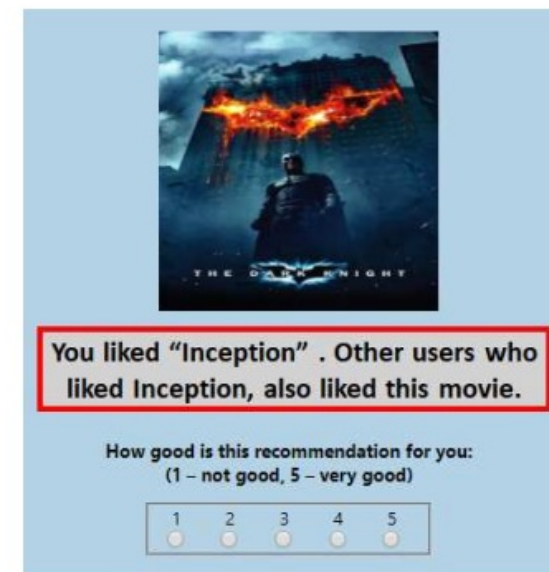 THE DARK KNIGHT
You liked “Inception” . Other users who
liked Inception, also liked this movie.
How good is this recommendation for you:
(1 – not good, 5 – very good)
1 2 3 4 5